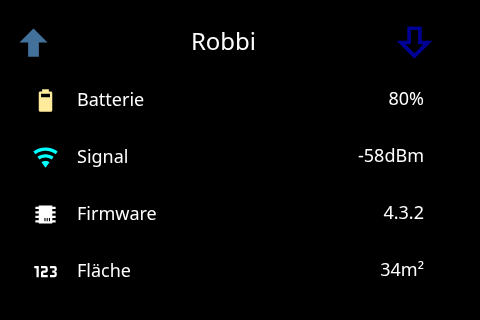 Robbi
Batterie 80%
Signal -58dBm
Firmware 4.3.2
123 Fläche 34m²